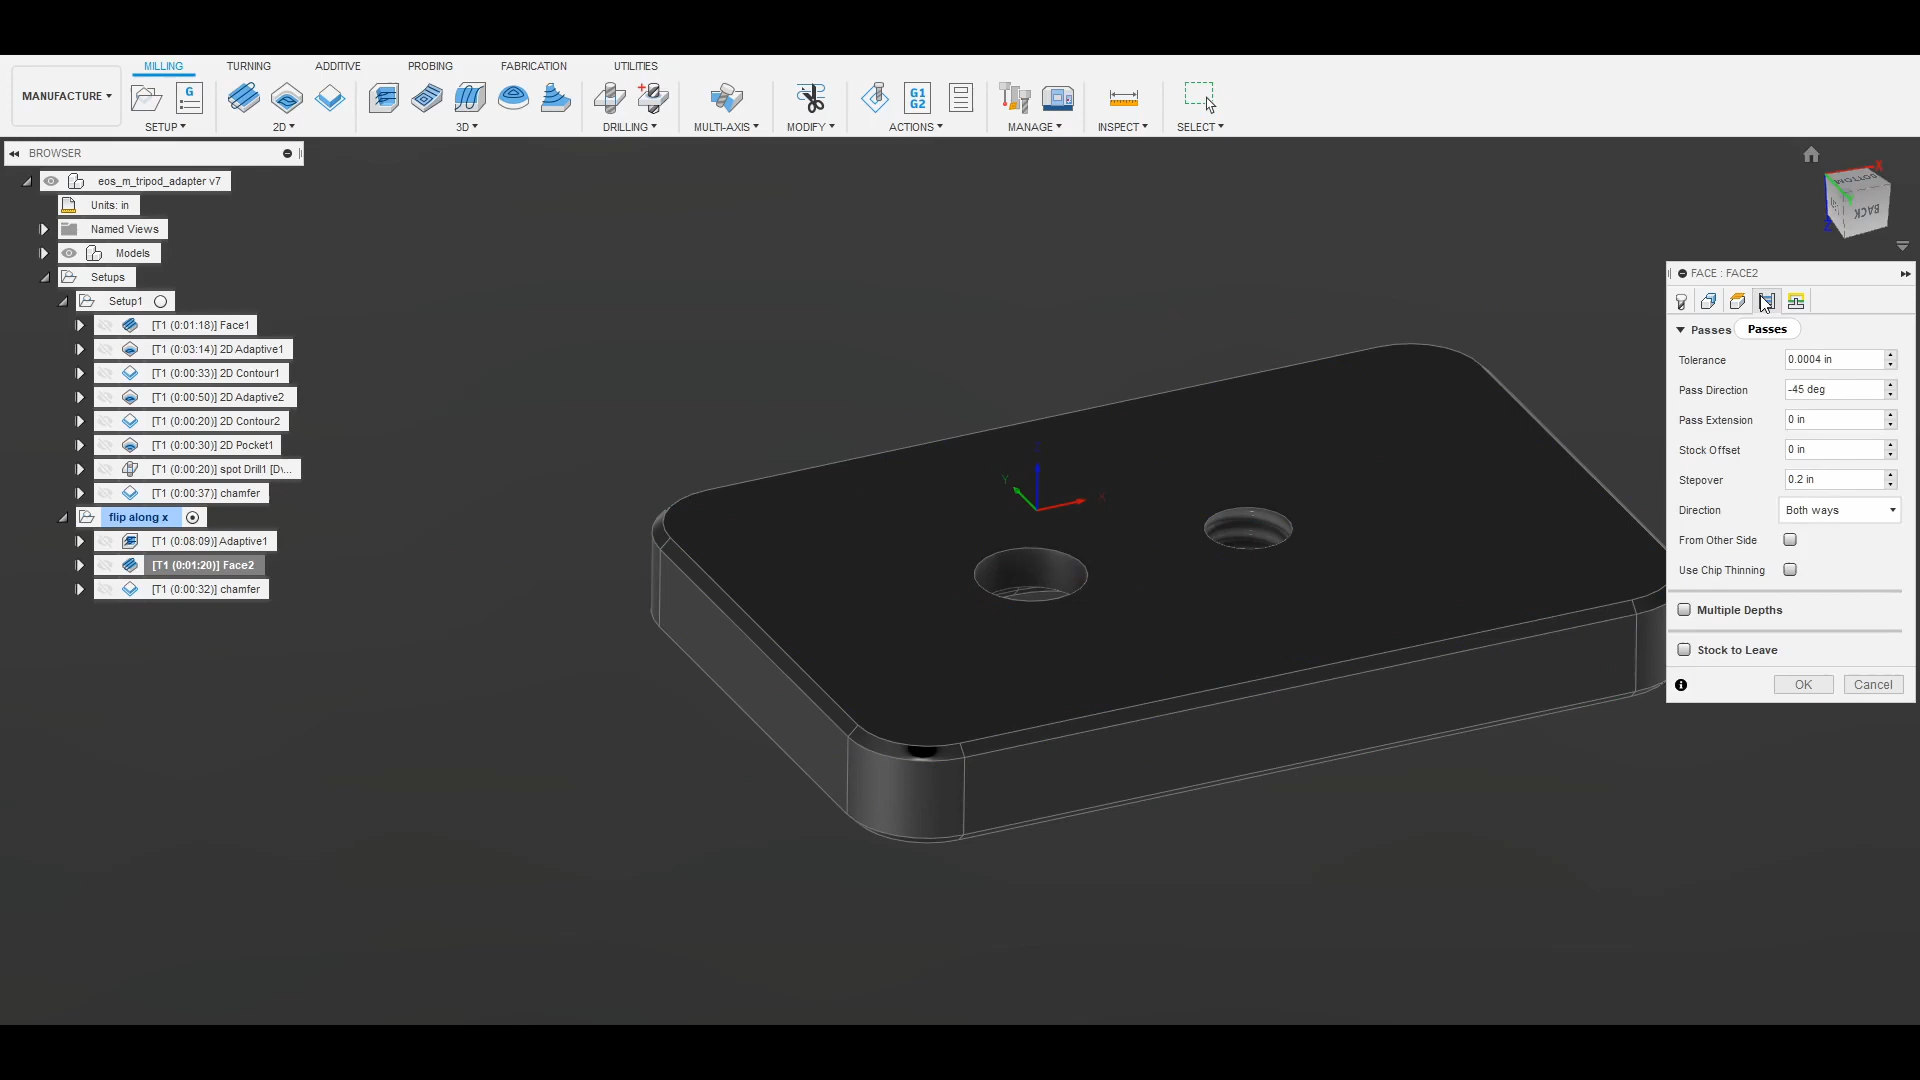 MILLING
TURNING
ADDITIVE
PROBING
FABRICATION
UTILITIES
MANUFACTURE
G
G1
G2
SETUP
2D
3D
DRILLING
MULTI-AXIS
MODIFY
ACTIONS
MANAGE
INSPECT
SELECT
BROWSER
eos_m_tripod_adapter v7
Units: in
Named Views
Models
Setups
Setup1
[T1 (0:01:18)] Face1
[T1 (0:03:14)] 2D Adaptive1
[T1 (0:00:33)] 2D Contour1
[T1 (0:00:50)] 2D Adaptive2
[T1 (0:00:20)] 2D Contour2
[T1 (0:00:30)] 2D Pocket1
[T1 (0:00:20)] spot Drill1 [D\...
[T1 (0:00:37)] chamfer
flip along x
[T1 (0:08:09)] Adaptive1
[T1 (0:01:20)] Face2
[T1 (0:00:32)] chamfer
Z
Y
X
X
BOTTOM
BACK
Z
FACE : FACE2
Passes
Passes
Tolerance 0.0004 in
Pass Direction -45 deg
Pass Extension 0 in
Stock Offset 0 in
Stepover 0.2 in
Direction Both ways
From Other Side
Use Chip Thinning
Multiple Depths
Stock to Leave
OK Cancel